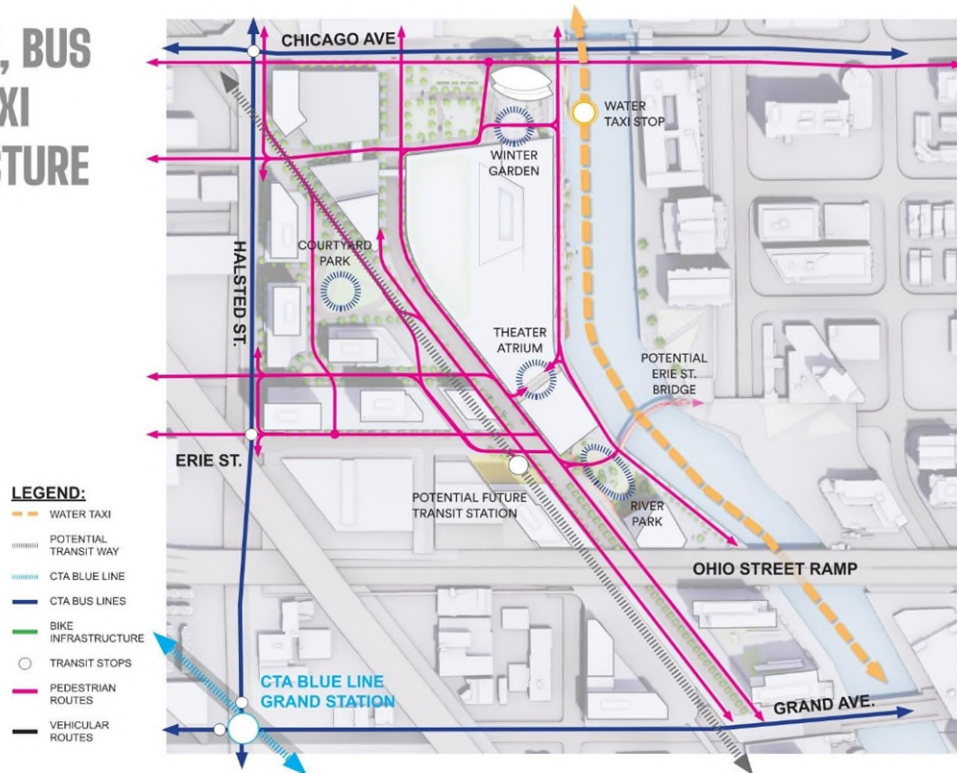 , BUS
XI
CTURE
CHICAGO AVE
WATER
TAXI STOP
WINTER
GARDEN
HALSTED ST.
COURTYARD
PARK
THEATER
ATRIUM
POTENTIAL
ERIE ST.
BRIDGE
ERIE ST.
POTENTIAL FUTURE
TRANSIT STATION
RIVER
PARK
OHIO STREET RAMP
CTA BLUE LINE
GRAND STATION
GRAND AVE.
LEGEND:
WATER TAXI
POTENTIAL
TRANSIT WAY
CTA BLUE LINE
CTA BUS LINES
BIKE
INFRASTRUCTURE
TRANSIT STOPS
PEDESTRIAN
ROUTES
VEHICULAR
ROUTES